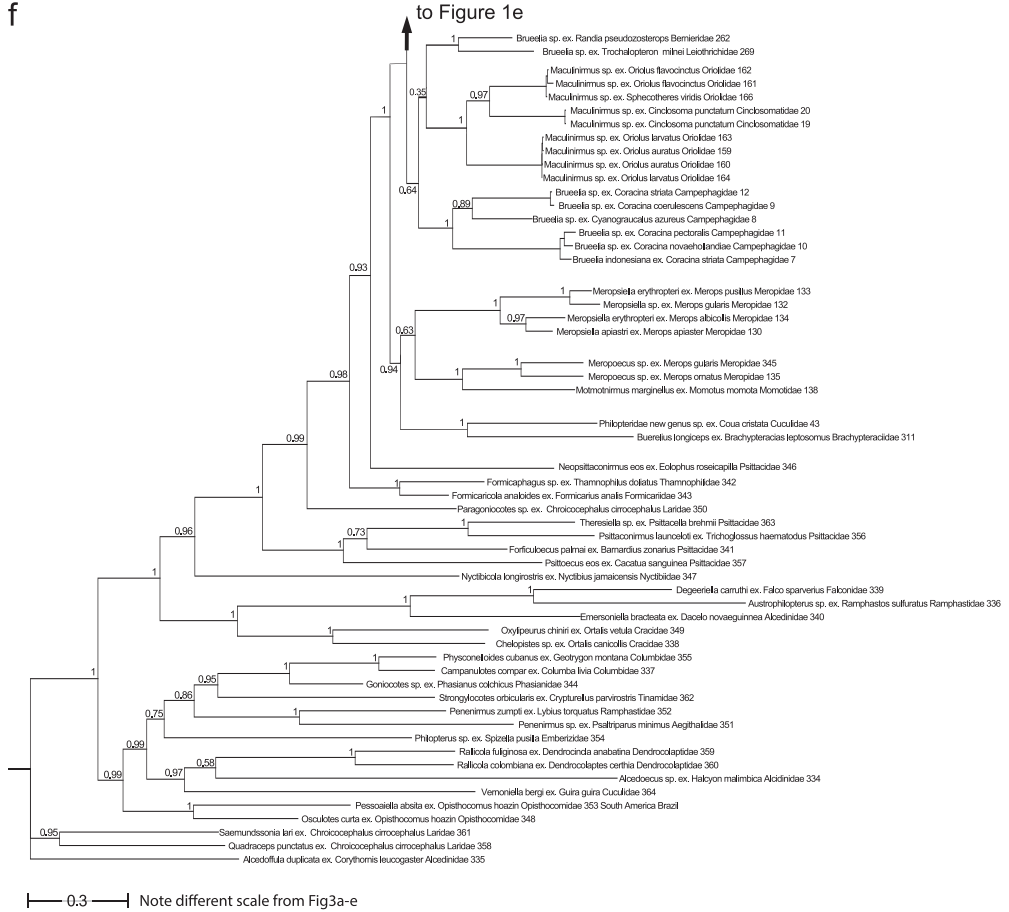 f
to Figure 1e
1
Brueelia sp. ex. Randia pseudozosterops Bernieridae 262
Brueelia sp. ex. Trochalopteron milnei Leiothrichidae 269
Maculinirmus sp. ex. Oriolus flavocinctus Oriolidae 162
0.35
0.97
Maculinirmus sp. ex. Oriolus flavocinctus Oriolidae 161
Maculinirmus sp. ex. Sphecotheres viridis Oriolidae 166
1
Maculinirmus sp. ex. Cinclosoma punctatum Cinclosomatidae 20
1
Maculinirmus sp. ex. Cinclosoma punctatum Cinclosomatidae 19
Maculinirmus sp. ex. Oriolus larvatus Oriolidae 163
Maculinirmus sp. ex. Oriolus auratus Oriolidae 159
Maculinirmus sp. ex. Oriolus auratus Oriolidae 160
Maculinirmus sp. ex. Oriolus larvatus Oriolidae 164
0.64
Brueelia sp. ex. Coracina striata Campephagidae 12
0.89
Brueelia sp. ex. Coracina coerulescens Campephagidae 9
Brueelia sp. ex. Cyanograucalus azureus Campephagidae 8
1
Brueelia sp. ex. Coracina pectoralis Campephagidae 11
Brueelia sp. ex. Coracina novaehollandiae Campephagidae 10
Brueelia indonesiana ex. Coracina striata Campephagidae 7
0.93
1
Meropsiella erythropteri ex. Merops pusillus Meropidae 133
1
Meropsiella sp. ex. Merops gularis Meropidae 132
0.97
Meropsiella erythropteri ex. Merops albicollis Meropidae 134
0.63
Meropsiella apiastri ex. Merops apiaster Meropidae 130
1
Meropoecus sp. ex. Merops gularis Meropidae 345
0.94
0.98
1
Meropoecus sp. ex. Merops ornatus Meropidae 135
Motmotnirmus marginellus ex. Momotus momota Momotidae 138
1
Philopteridae new genus sp. ex. Coua cristata Cuculidae 43
Buerelius longiceps ex. Brachypteracias leptosomus Brachypteraciidae 311
0.99
Neopsittaconirmus eos ex. Eolophus roseicapilla Psittacidae 346
1
Formicaphagus sp. ex. Thamnophilus doliatus Thamnophilidae 342
1
Formicaricola analoides ex. Formicarius analis Formicariidae 343
Paragoniocotes sp. ex. Chroicocephalus cirrocephalus Laridae 350
1
Theresiella sp. ex. Psittacella brehmii Psittacidae 363
0.96
0.73
Psittaconirmus launceloti ex. Trichoglossus haematodus Psittacidae 356
1
Forficuloecus palmai ex. Barnardius zonarius Psittacidae 341
Psittoecus eos ex. Cacatua sanguinea Psittacidae 357
1
Nyctibicola longirostris ex. Nyctibius jamaicensis Nyctibiidae 347
1
Degeeriella carruthi ex. Falco sparverius Falconidae 339
1
Austrophilopterus sp. ex. Ramphastos sulfuratus Ramphastidae 336
1
Emersoniella bracteata ex. Dacelo novaeguinnea Alcedinidae 340
1
Oxylipeurus chiniri ex. Ortalis vetula Cracidae 349
Chelopistes sp. ex. Ortalis canicollis Cracidae 338
1
1
Physconelloides cubanus ex. Geotrygon montana Columbidae 355
1
Campanulotes compar ex. Columba livia Columbidae 337
0.95
Goniocotes sp. ex. Phasianus colchicus Phasianidae 344
0.86
Strongylocotes orbicularis ex. Crypturellus parvirostris Tinamidae 362
1
Penenirmus zumpti ex. Lybius torquatus Ramphastidae 352
0.75
Penenirmus sp. ex. Psaltriparus minimus Aegithalidae 351
Philopterus sp. ex. Spizella pusilla Emberizidae 354
0.99
1
Rallicola fuliginosa ex. Dendrocincla anabatina Dendrocolaptidae 359
0.58
Rallicola colombiana ex. Dendrocolaptes certhia Dendrocolaptidae 360
0.99
0.97
Alcedoecus sp. ex. Halcyon malimbica Alcidinidae 334
Vernoniella bergi ex. Guira guira Cuculidae 364
1
Pessoaiella absita ex. Opisthocomus hoazin Opisthocomidae 353 South America Brazil
Osculotes curta ex. Opisthocomus hoazin Opisthocomidae 348
0.95
Saemundssonia lari ex. Chroicocephalus cirrocephalus Laridae 361
Quadraceps punctatus ex. Chroicocephalus cirrocephalus Laridae 358
Alcedoffula duplicata ex. Corythornis leucogaster Alcedinidae 335
0.3
Note different scale from Fig3a-e